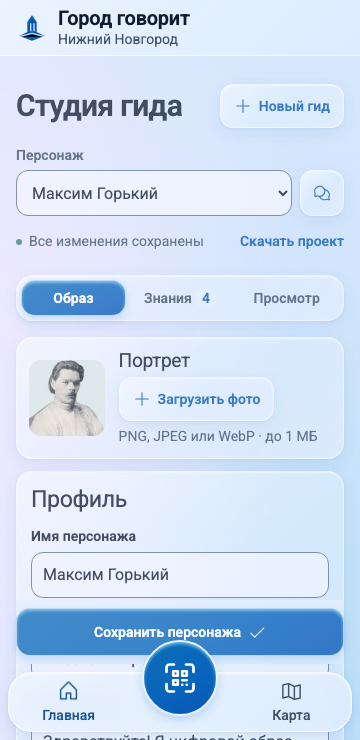 Город говорит
Нижний Новгород
Студия гида
Новый гид
Персонаж
Максим Горький
Все изменения сохранены
Скачать проект
Образ
Знания 4
Просмотр
Портрет
Загрузить фото
PNG, JPEG или WebP · до 1 МБ
Профиль
Имя персонажа
Максим Горький
Сохранить персонажа
Главная
Карта